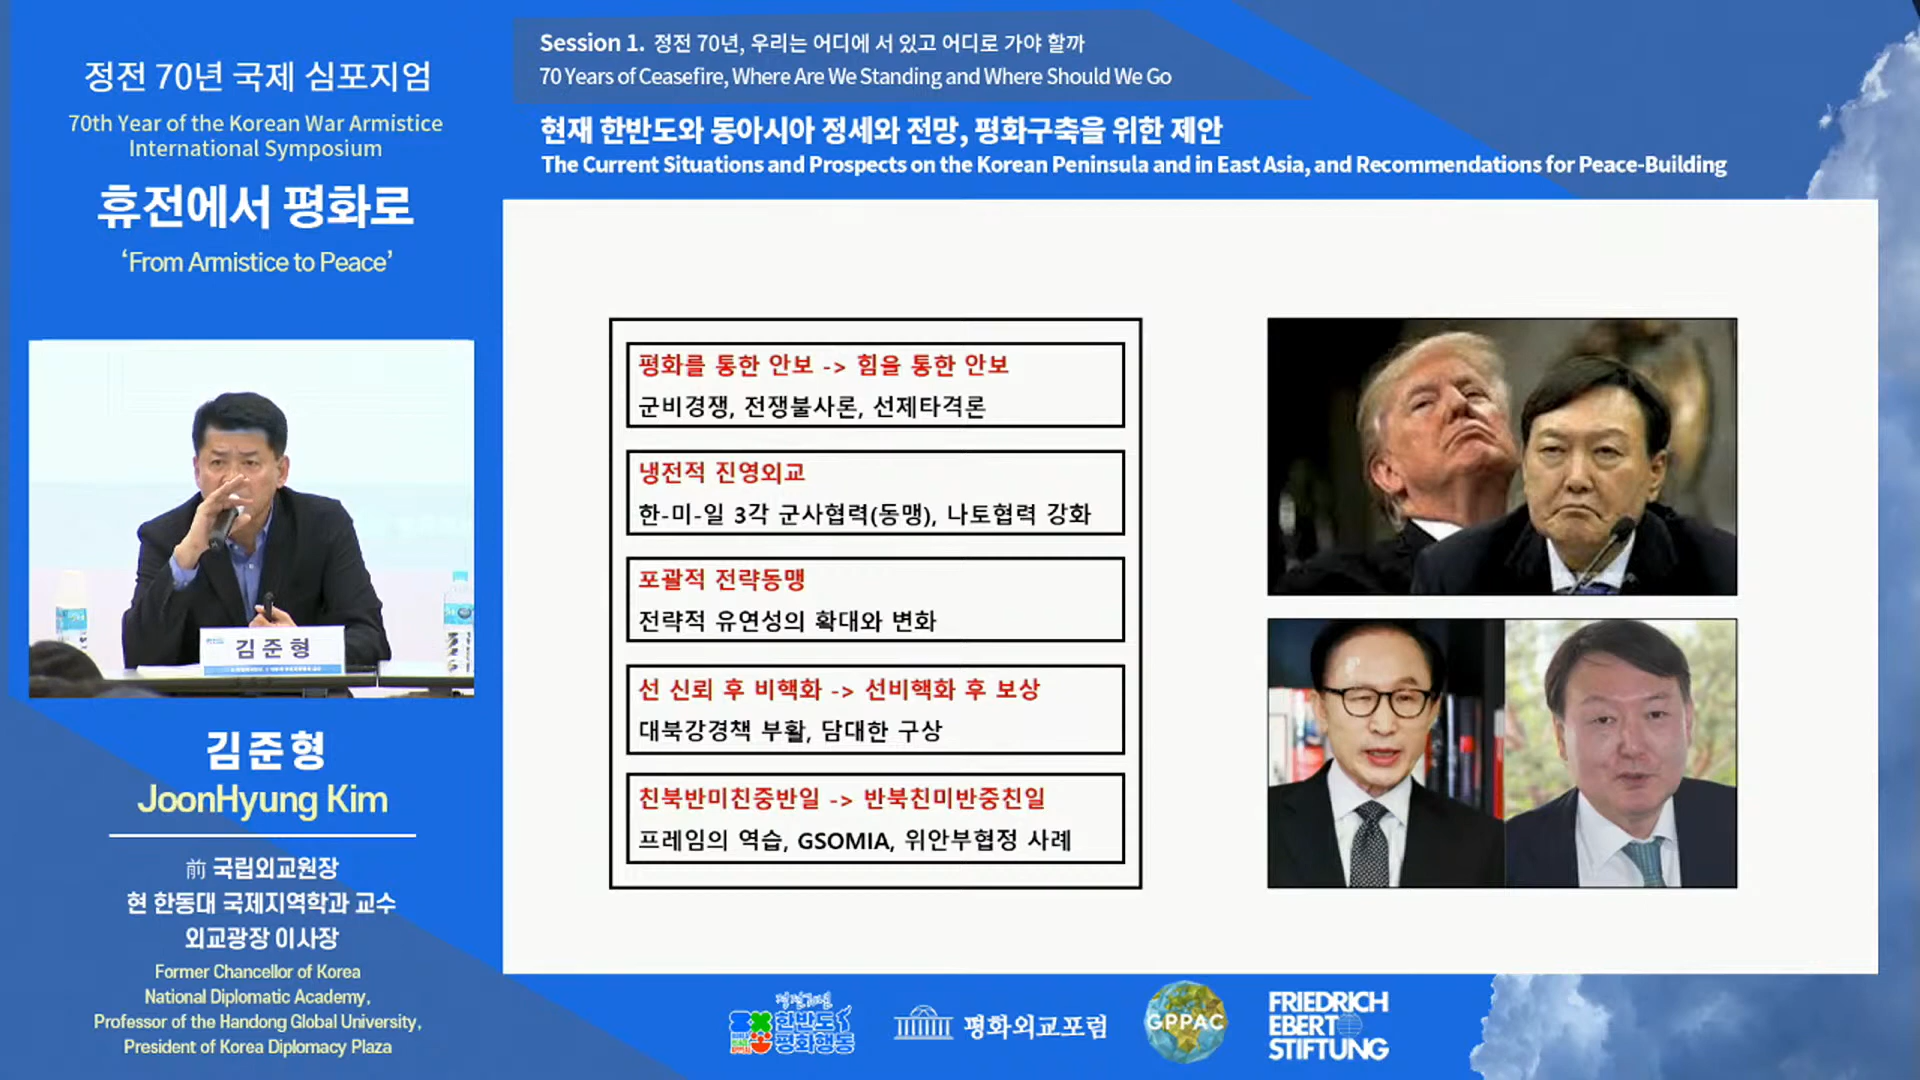 정전 70년 국제 심포지엄
70th Year of the Korean War Armistice
International Symposium
휴전에서 평화로
‘From Armistice to Peace’
Session 1. 정전 70년, 우리는 어디에 서 있고 어디로 가야 할까
70 Years of Ceasefire, Where Are We Standing and Where Should We Go
현재 한반도와 동아시아 정세와 전망, 평화구축을 위한 제안
The Current Situations and Prospects on the Korean Peninsula and in East Asia, and Recommendations for Peace-Building
평화를 통한 안보 -> 힘을 통한 안보
군비경쟁, 전쟁불사론, 선제타격론
냉전적 진영외교
한-미-일 3각 군사협력(동맹), 나토협력 강화
포괄적 전략동맹
전략적 유연성의 확대와 변화
선 신뢰 후 비핵화 -> 선비핵화 후 보상
대북강경책 부활, 담대한 구상
친북반미친중반일 -> 반북친미반중친일
프레임의 역습, GSOMIA, 위안부협정 사례
김준형
김준형
JoonHyung Kim
前 국립외교원장
현 한동대 국제지역학과 교수
외교광장 이사장
Former Chancellor of Korea
National Diplomatic Academy,
Professor of the Handong Global University,
President of Korea Diplomacy Plaza
정전70년
한반도
평화행동
평화외교포럼
GPPAC
FRIEDRICH
EBERT
STIFTUNG